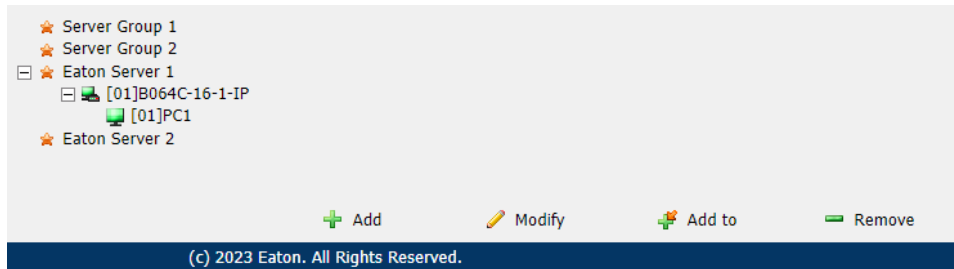 Server Group 1
Server Group 2
Eaton Server 1
[01]B064C-16-1-IP
[01]PC1
Eaton Server 2
Add Modify Add to Remove
(c) 2023 Eaton. All Rights Reserved.